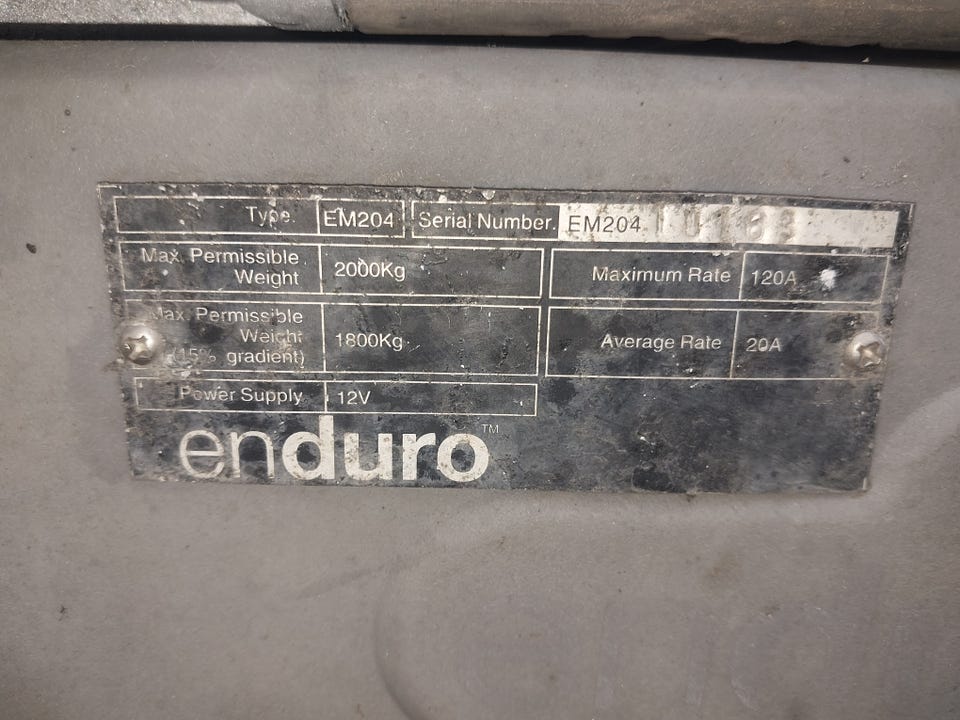 Type. EM204 Serial Number. EM204
Max. Permissible
Weight 2000Kg Maximum Rate 120A
Max. Permissible
Weight 1800Kg Average Rate 20A
(15% gradient)
Power Supply 12V
enduro™